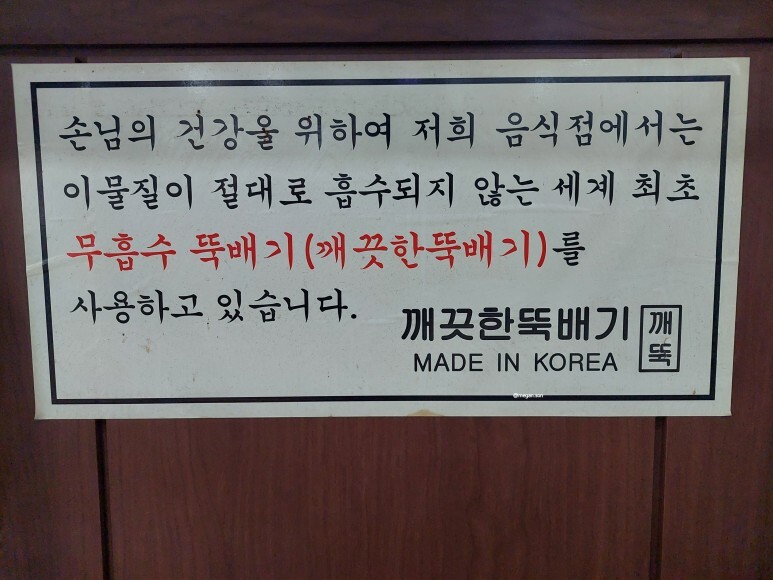 손님의 건강울 위하여 저희 음식점에서는
이물질이 절대로 흡수되지 않는 세계 최초
무흡수 뚝배기(깨끗한뚝배기)를
사용하고 있습니다.
깨끗한뚝배기
MADE IN KOREA
깨
뚝
@megan.son